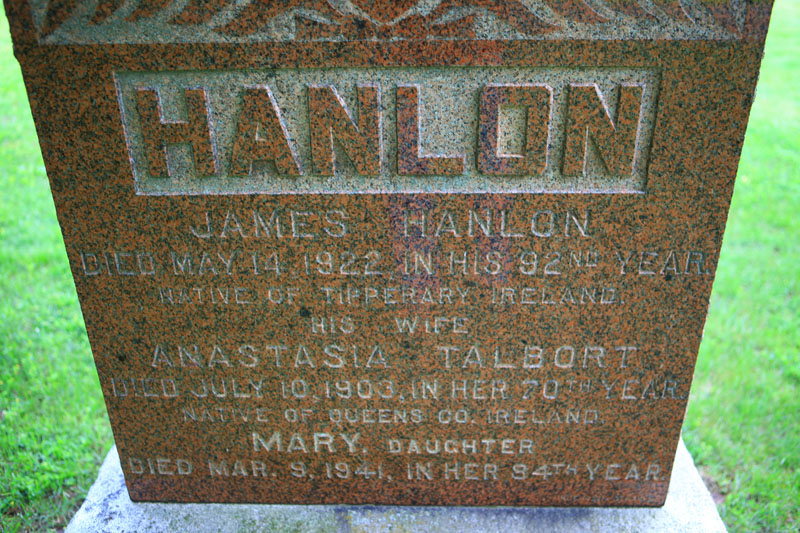 HANLON
JAMES HANLON
DIED MAY 14, 1922, IN HIS 92ND YEAR.
NATIVE OF TIPPERARY IRELAND.
HIS WIFE
ANASTASIA TALBORT
DIED JULY 10, 1903, IN HER 70TH YEAR.
NATIVE OF QUEENS CO. IRELAND.
MARY, DAUGHTER
DIED MAR. 9, 1941, IN HER 84TH YEAR